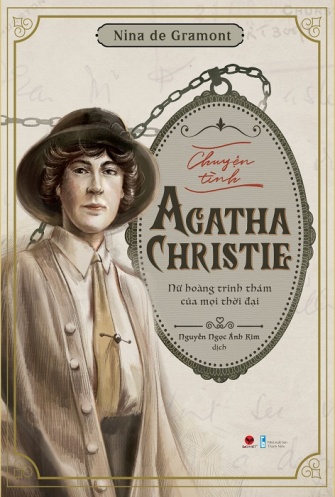 Nina de Gramont
Chuyện
tình
AGATHA
CHRISTIE
Nữ hoàng trinh thám
của mọi thời đại
Nguyễn Ngọc Ánh Kim
dịch